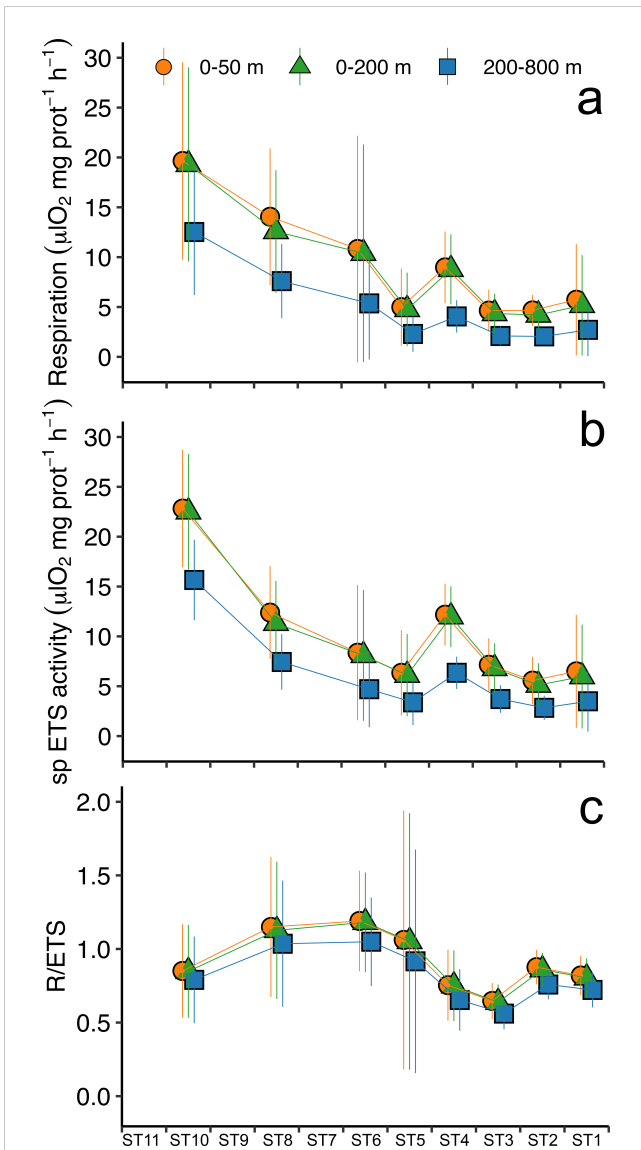 0-50 m 0-200 m 200-800 m
a
Respiration (μlO₂ mg prot⁻¹ h⁻¹)
30
25
20
15
10
5
0
b
sp ETS activity (μlO₂ mg prot⁻¹ h⁻¹)
30
25
20
15
10
5
0
c
R/ETS
2.0
1.5
1.0
0.5
0.0
ST11 ST10 ST9 ST8 ST7 ST6 ST5 ST4 ST3 ST2 ST1